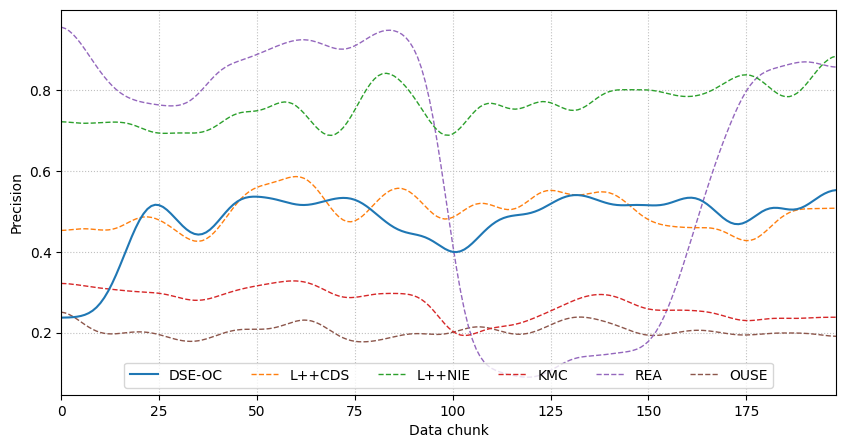 Precision
0.8
0.6
0.4
0.2
DSE-OC L++CDS L++NIE KMC REA OUSE
0 25 50 75 100 125 150 175
Data chunk